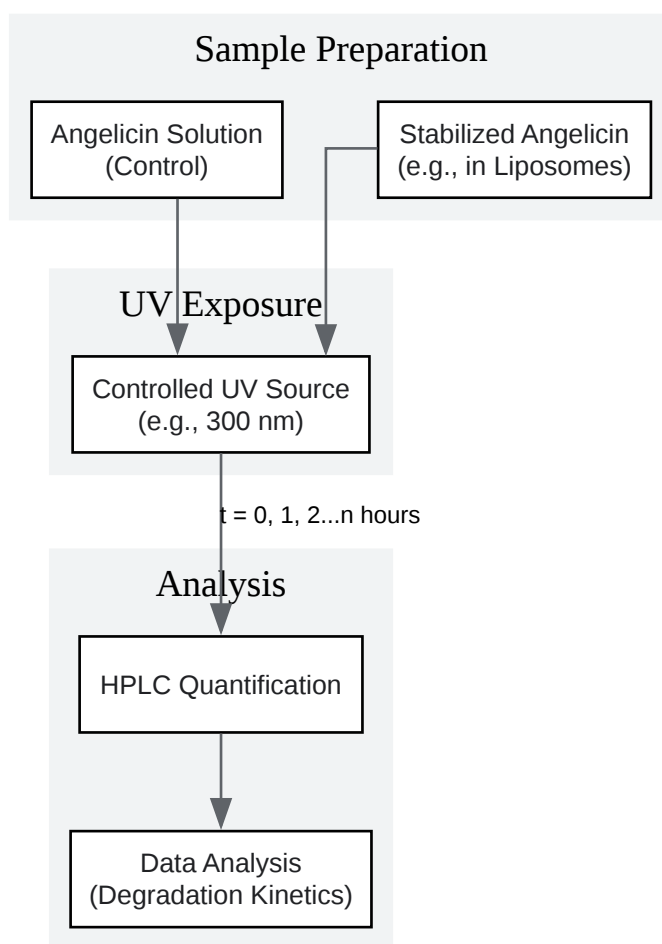 Sample Preparation
Angelicin Solution
(Control)
Stabilized Angelicin
(e.g., in Liposomes)
UV Exposure
Controlled UV Source
(e.g., 300 nm)
t = 0, 1, 2...n hours
Analysis
HPLC Quantification
Data Analysis
(Degradation Kinetics)